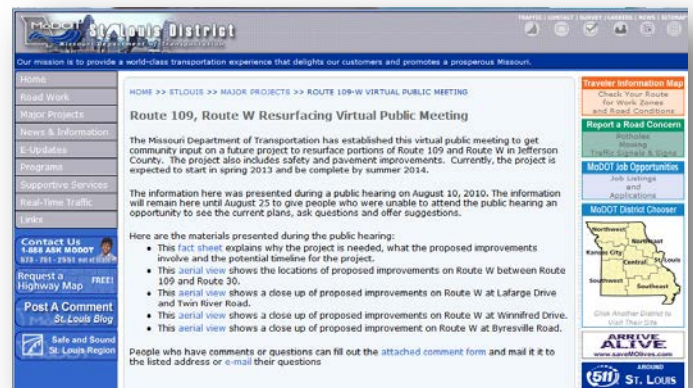 MoDOT St. Louis District
Missouri Department of Transportation
TRAFFIC | CONTACT | SURVEY | CAREERS | NEWS | SITEMAP
Our mission is to provide a world-class transportation experience that delights our customers and promotes a prosperous Missouri.
Home
Road Work
Major Projects
News & Information
E-Updates
Programs
Supportive Services
Real-Time Traffic
Links
Contact Us
1-888 ASK MODOT
Request a
Highway Map FREE!
Post A Comment
St. Louis Blog
Safe and Sound
St. Louis Region
HOME >> STLOUIS >> MAJOR PROJECTS >> ROUTE 109-W VIRTUAL PUBLIC MEETING
Route 109, Route W Resurfacing Virtual Public Meeting
The Missouri Department of Transportation has established this virtual public meeting to get
community input on a future project to resurface portions of Route 109 and Route W in Jefferson
County. The project also includes safety and pavement improvements. Currently, the project is
expected to start in spring 2013 and be complete by summer 2014.
The information here was presented during a public hearing on August 10, 2010. The information
will remain here until August 25 to give people who were unable to attend the public hearing an
opportunity to see the current plans, ask questions and offer suggestions.
Here are the materials presented during the public hearing:
• This fact sheet explains why the project is needed, what the proposed improvements
involve and the potential timeline for the project.
• This aerial view shows the locations of proposed improvements on Route W between Route
109 and Route 30.
• This aerial view shows a close up of proposed improvements on Route W at Lafarge Drive
and Twin River Road.
• This aerial view shows a close up of proposed improvements on Route W at Winnifred Drive.
• This aerial view shows a close up of proposed improvement on Route W at Byresville Road.
People who have comments or questions can fill out the attached comment form and mail it it to
the listed address or e-mail their questions
Traveler Information Map
Check Your Route
for Work Zones
and Road Conditions
Report a Road Concern
Potholes
Mowing
Traffic Signals & Signs
MoDOT Job Opportunities
Job Listings
and
Applications
MoDOT District Chooser
Northwest
Northeast
Kansas City
Central
St. Louis
Southwest
Southeast
Click Another District to
Visit Their Site
ARRIVE
ALIVE
www.saveMOlives.com
AROUND
511 ST. LOUIS